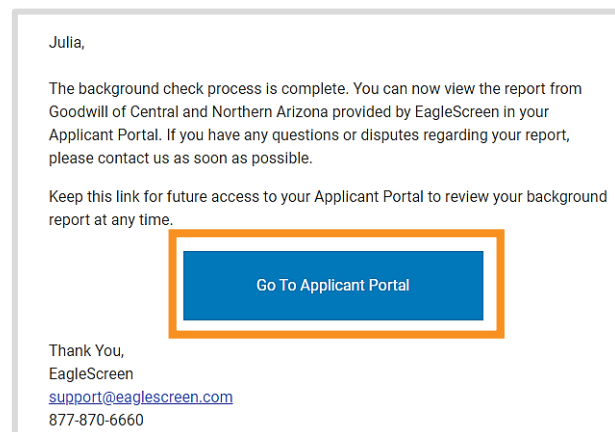 Julia,
The background check process is complete. You can now view the report from
Goodwill of Central and Northern Arizona provided by EagleScreen in your
Applicant Portal. If you have any questions or disputes regarding your report,
please contact us as soon as possible.
Keep this link for future access to your Applicant Portal to review your background
report at any time.
Go To Applicant Portal
Thank You,
EagleScreen
support@eaglescreen.com
877-870-6660